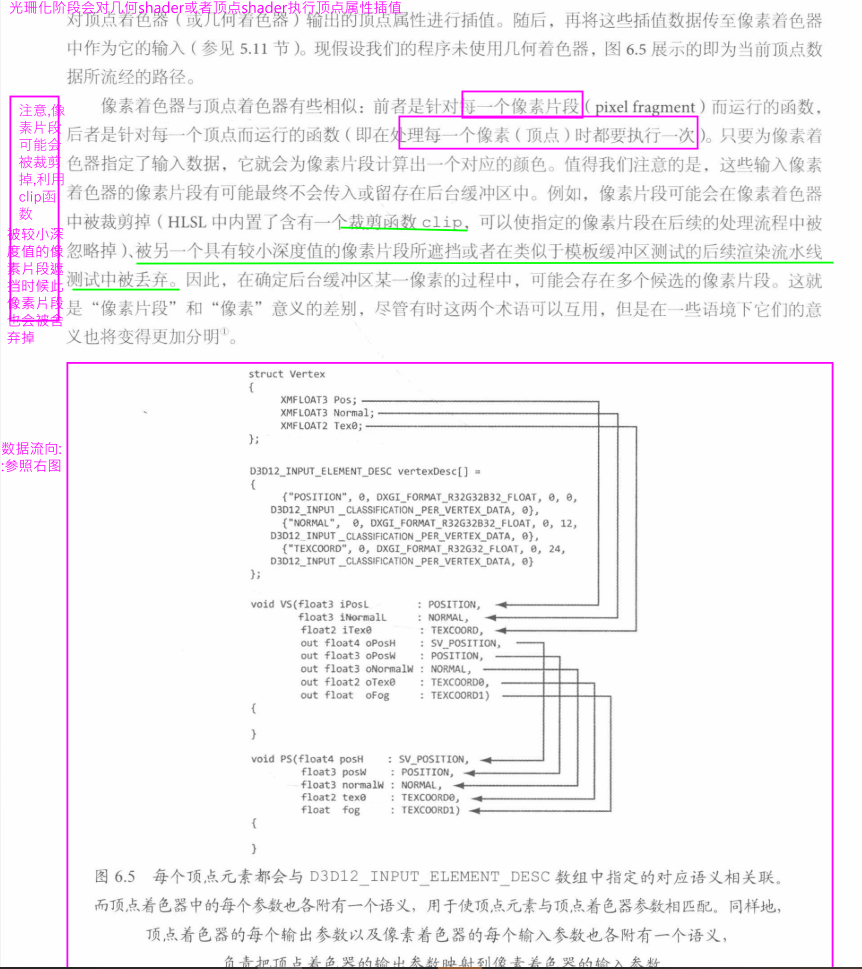 光珊化阶段会对几何shader或者顶点shader执行顶点属性插值
对顶点着色器（或几何着色器）输出的顶点属性进行插值。随后，再将这些插值数据传至像素着色器
中作为它的输入（参见 5.11 节）。现假设我们的程序未使用几何着色器，图 6.5 展示的即为当前顶点数
据所流经的路径。
像素着色器与顶点着色器有些相似：前者是针对每一个像素片段（pixel fragment）而运行的函数，
后者是针对每一个顶点而运行的函数（即在处理每一个像素（顶点）时都要执行一次）。只要为像素着
色器指定了输入数据，它就会为像素片段计算出一个对应的颜色。值得我们注意的是，这些输入像素
着色器的像素片段有可能最终不会传入或留存在后台缓冲区中。例如，像素片段可能会在像素着色器
中被裁剪掉（HLSL 中内置了含有一个裁剪函数 clip，可以使指定的像素片段在后续的处理流程中被
忽略掉）、被另一个具有较小深度值的像素片段所遮挡或者在类似于模板缓冲区测试的后续渲染流水线
测试中被丢弃。因此，在确定后台缓冲区某一像素的过程中，可能会存在多个候选的像素片段。这就
是“像素片段”和“像素”意义的差别，尽管有时这两个术语可以互用，但是在一些语境下它们的意
义也将变得更加分明①。
注意,像
素片段
可能会
被裁剪
掉,利用
clip函
数
被较小深
度值的像
素片段遮
挡时候此
像素片段
也会被舍
弃掉
数据流向:
:参照右图
struct Vertex
{
XMFLOAT3 Pos;
XMFLOAT3 Normal;
XMFLOAT2 Tex0;
};
D3D12_INPUT_ELEMENT_DESC vertexDesc[] =
{
{"POSITION", 0, DXGI_FORMAT_R32G32B32_FLOAT, 0, 0,
D3D12_INPUT_CLASSIFICATION_PER_VERTEX_DATA, 0},
{"NORMAL", 0, DXGI_FORMAT_R32G32B32_FLOAT, 0, 12,
D3D12_INPUT_CLASSIFICATION_PER_VERTEX_DATA, 0},
{"TEXCOORD", 0, DXGI_FORMAT_R32G32_FLOAT, 0, 24,
D3D12_INPUT_CLASSIFICATION_PER_VERTEX_DATA, 0}
};
void VS(float3 iPosL : POSITION,
float3 iNormalL : NORMAL,
float2 iTex0 : TEXCOORD,
out float4 oPosH : SV_POSITION,
out float3 oPosW : POSITION,
out float3 oNormalW : NORMAL,
out float2 oTex0 : TEXCOORD0,
out float oFog : TEXCOORD1)
{
}
void PS(float4 posH : SV_POSITION,
float3 posW : POSITION,
float3 normalW : NORMAL,
float2 tex0 : TEXCOORD0,
float fog : TEXCOORD1)
{
}
图 6.5 每个顶点元素都会与 D3D12_INPUT_ELEMENT_DESC 数组中指定的对应语义相关联。
而顶点着色器中的每个参数也各附有一个语义，用于使顶点元素与顶点着色器参数相匹配。同样地，
顶点着色器的每个输出参数以及像素着色器的每个输入参数也各附有一个语义，
负责把顶点着色器的输出参数映射到像素着色器的输入参数